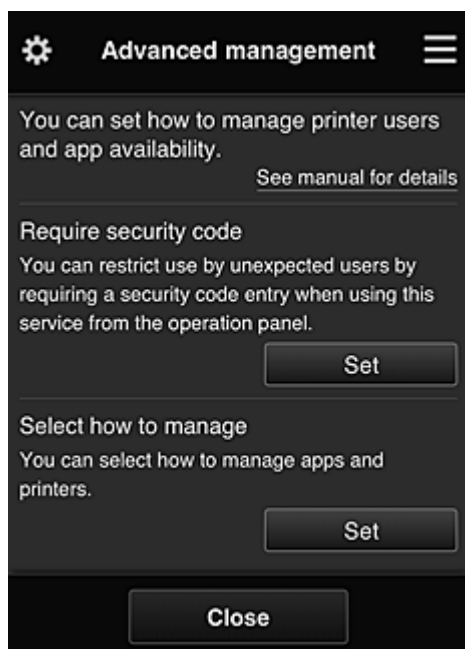 Advanced management
You can set how to manage printer users
and app availability.
See manual for details
Require security code
You can restrict use by unexpected users by
requiring a security code entry when using this
service from the operation panel.
Set
Select how to manage
You can select how to manage apps and
printers.
Set
Close